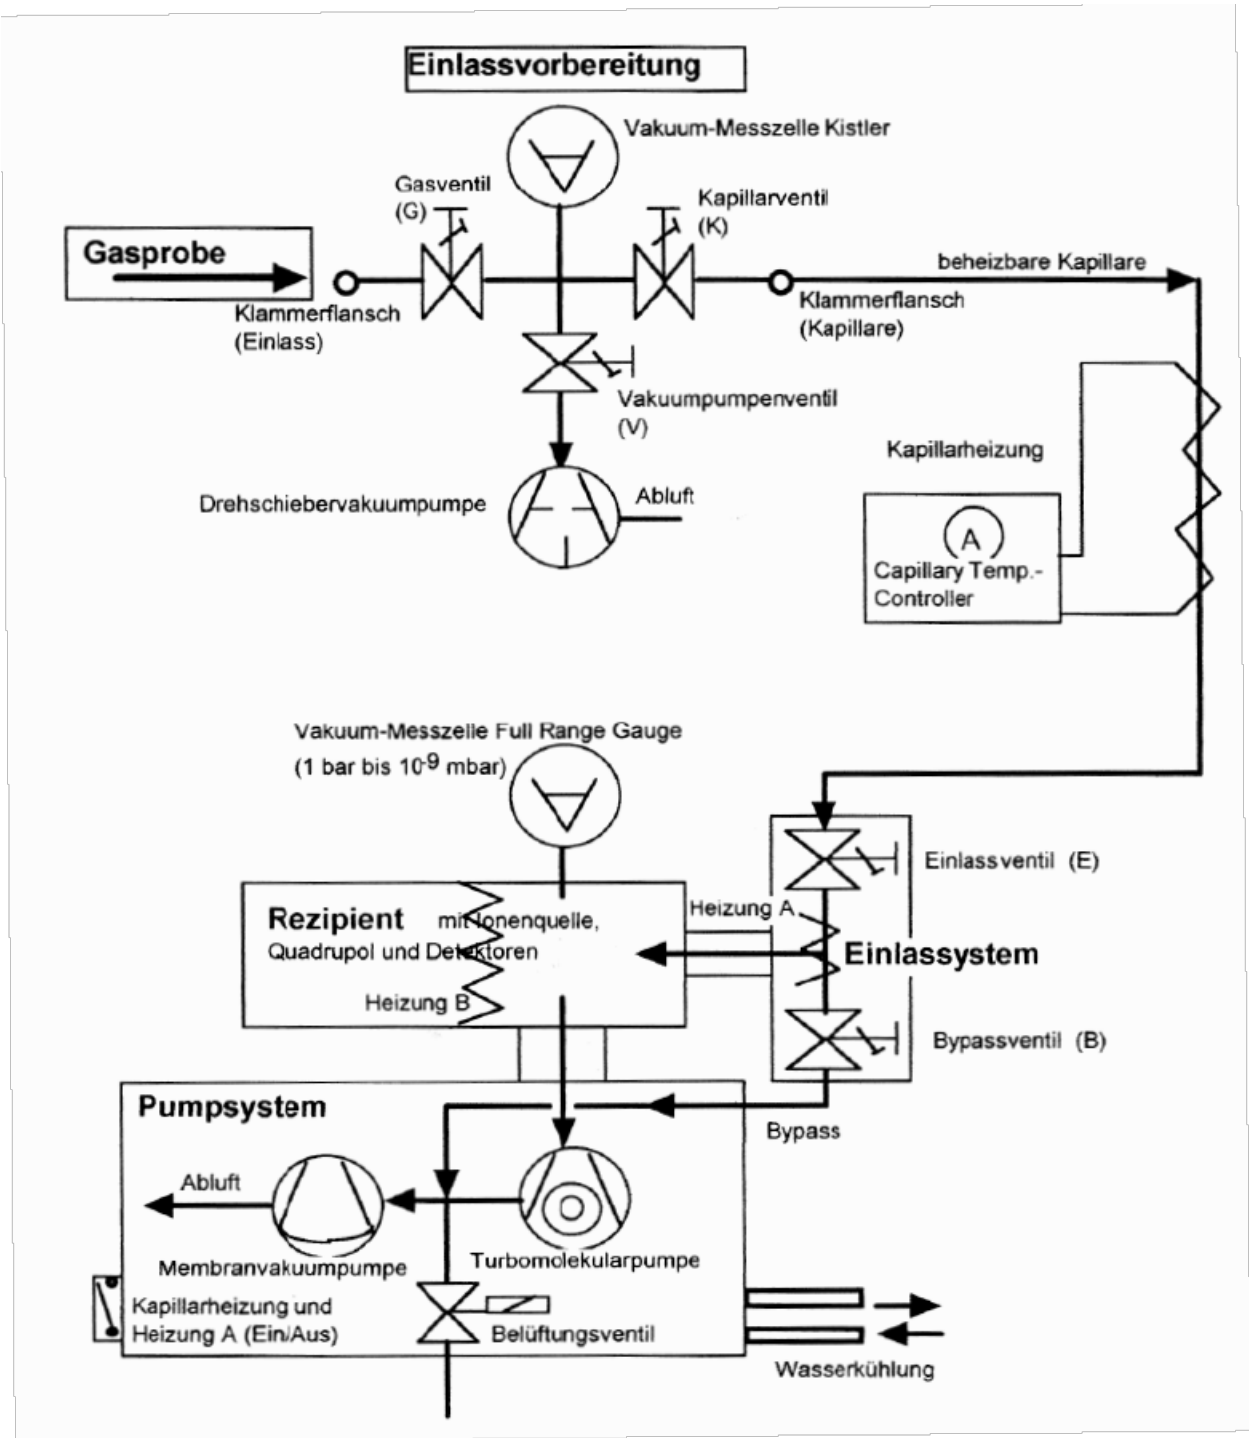 Einlassvorbereitung
Vakuum-Messzelle Kistler
Gasventil
(G)
Kapillarventil
(K)
Gasprobe
beheizbare Kapillare
Klammerflansch
(Einlass)
Klammerflansch
(Kapillare)
Vakuumpumpenventil
(V)
Kapillarheizung
Drehschiebervakuumpumpe
Abluft
A
Capillary Temp.-
Controller
Vakuum-Messzelle Full Range Gauge
(1 bar bis 10-9 mbar)
Einlassventil (E)
Heizung A
Rezipient mit Ionenquelle,
Quadrupol und Detektoren
Einlassystem
Heizung B
Bypassventil (B)
Pumpsystem
Bypass
Abluft
Membranvakuumpumpe
Turbomolekularpumpe
Kapillarheizung und
Heizung A (Ein/Aus)
Belüftungsventil
Wasserkühlung